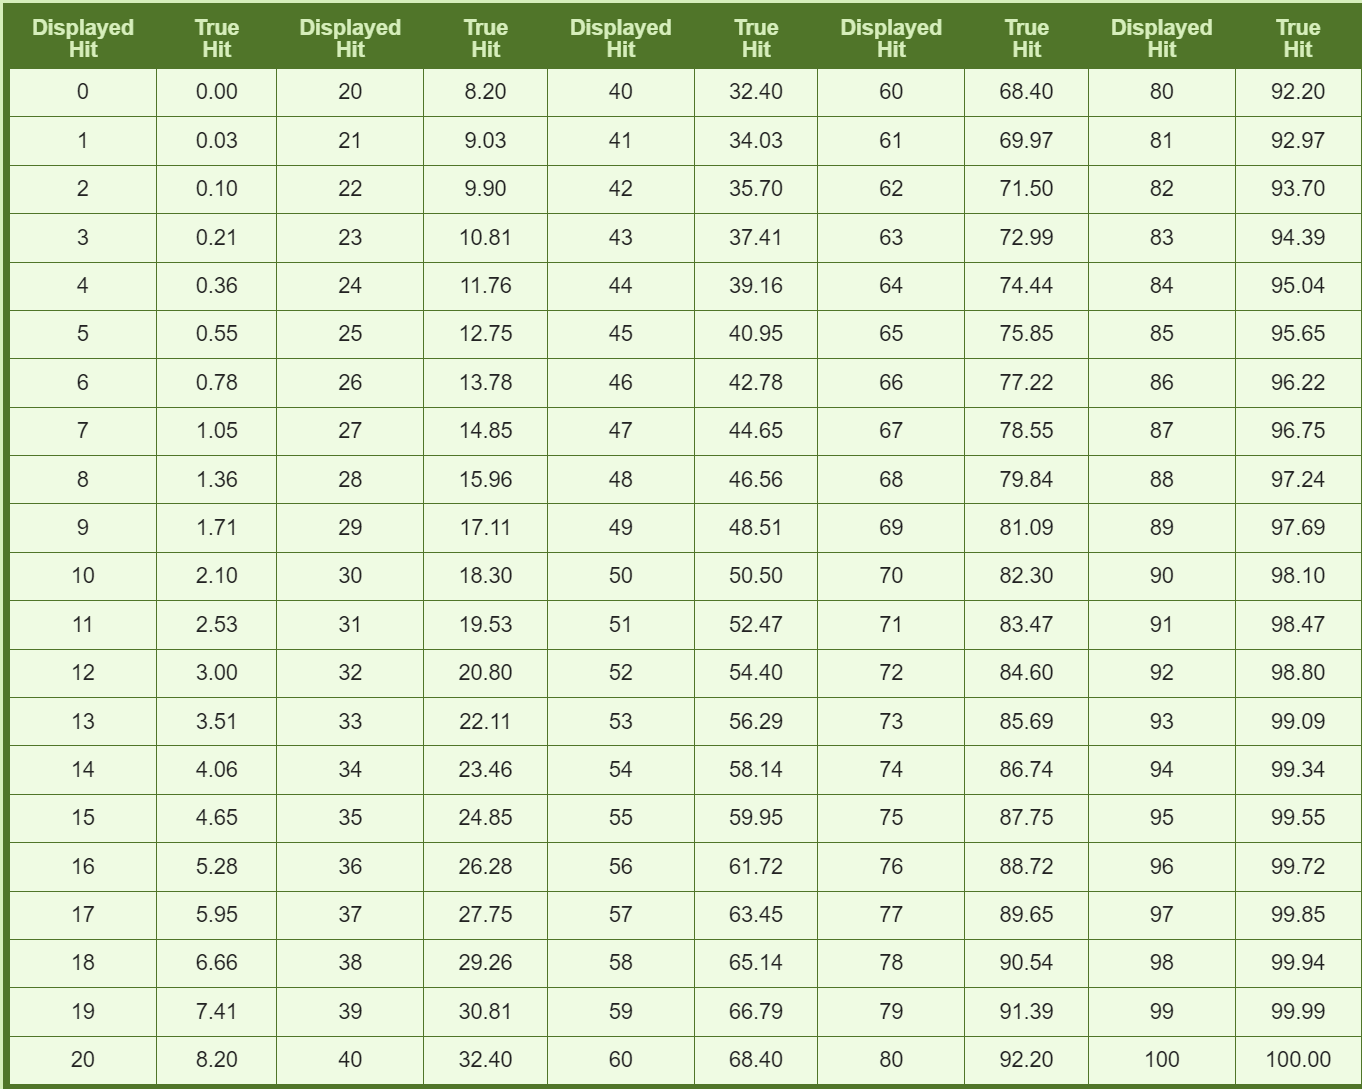 Displayed Hit True Hit Displayed Hit True Hit Displayed Hit True Hit Displayed Hit True Hit Displayed Hit True Hit
0 0.00 20 8.20 40 32.40 60 68.40 80 92.20
1 0.03 21 9.03 41 34.03 61 69.97 81 92.97
2 0.10 22 9.90 42 35.70 62 71.50 82 93.70
3 0.21 23 10.81 43 37.41 63 72.99 83 94.39
4 0.36 24 11.76 44 39.16 64 74.44 84 95.04
5 0.55 25 12.75 45 40.95 65 75.85 85 95.65
6 0.78 26 13.78 46 42.78 66 77.22 86 96.22
7 1.05 27 14.85 47 44.65 67 78.55 87 96.75
8 1.36 28 15.96 48 46.56 68 79.84 88 97.24
9 1.71 29 17.11 49 48.51 69 81.09 89 97.69
10 2.10 30 18.30 50 50.50 70 82.30 90 98.10
11 2.53 31 19.53 51 52.47 71 83.47 91 98.47
12 3.00 32 20.80 52 54.40 72 84.60 92 98.80
13 3.51 33 22.11 53 56.29 73 85.69 93 99.09
14 4.06 34 23.46 54 58.14 74 86.74 94 99.34
15 4.65 35 24.85 55 59.95 75 87.75 95 99.55
16 5.28 36 26.28 56 61.72 76 88.72 96 99.72
17 5.95 37 27.75 57 63.45 77 89.65 97 99.85
18 6.66 38 29.26 58 65.14 78 90.54 98 99.94
19 7.41 39 30.81 59 66.79 79 91.39 99 99.99
20 8.20 40 32.40 60 68.40 80 92.20 100 100.00